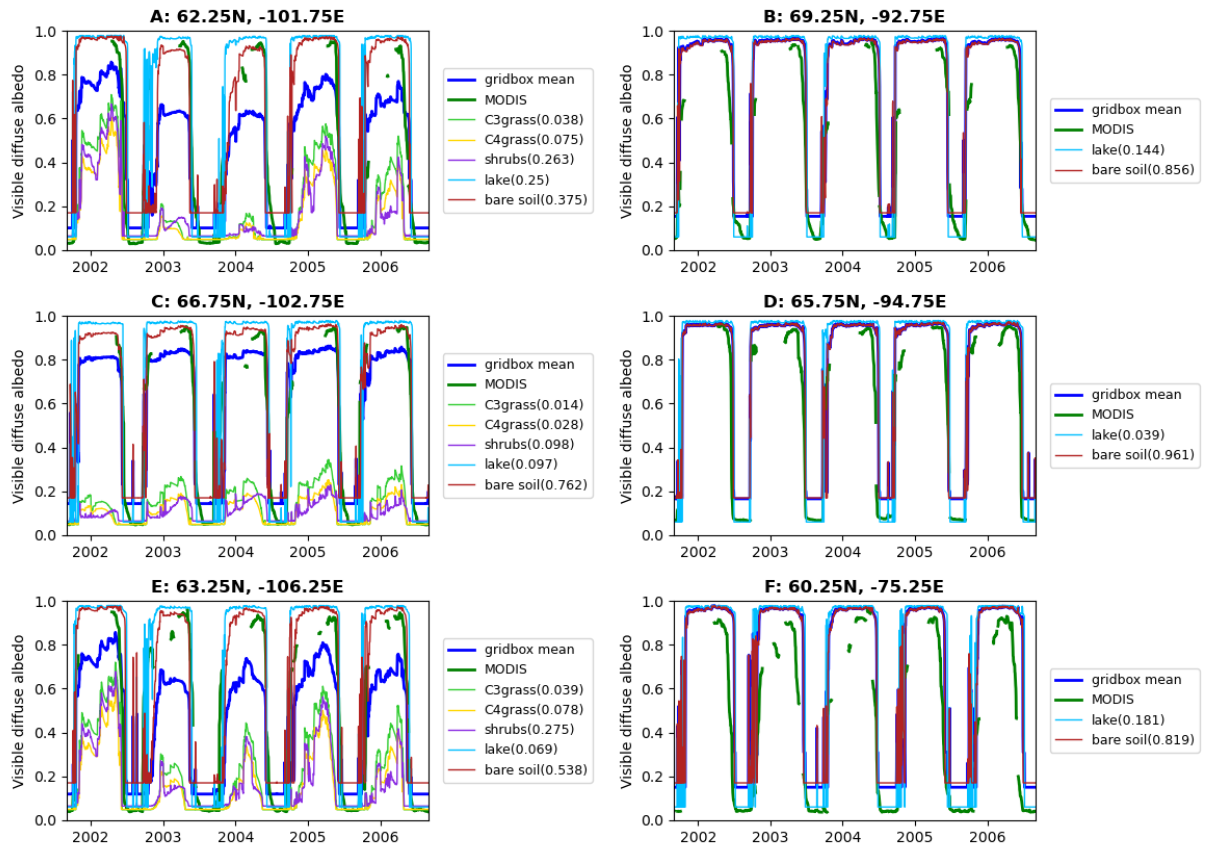 A: 62.25N, -101.75E
Visible diffuse albedo
1.0
0.8
0.6
0.4
0.2
0.0
2002 2003 2004 2005 2006
gridbox mean
MODIS
C3grass(0.038)
C4grass(0.075)
shrubs(0.263)
lake(0.25)
bare soil(0.375)
B: 69.25N, -92.75E
Visible diffuse albedo
1.0
0.8
0.6
0.4
0.2
0.0
2002 2003 2004 2005 2006
gridbox mean
MODIS
lake(0.144)
bare soil(0.856)
C: 66.75N, -102.75E
Visible diffuse albedo
1.0
0.8
0.6
0.4
0.2
0.0
2002 2003 2004 2005 2006
gridbox mean
MODIS
C3grass(0.014)
C4grass(0.028)
shrubs(0.098)
lake(0.097)
bare soil(0.762)
D: 65.75N, -94.75E
Visible diffuse albedo
1.0
0.8
0.6
0.4
0.2
0.0
2002 2003 2004 2005 2006
gridbox mean
MODIS
lake(0.039)
bare soil(0.961)
E: 63.25N, -106.25E
Visible diffuse albedo
1.0
0.8
0.6
0.4
0.2
0.0
2002 2003 2004 2005 2006
gridbox mean
MODIS
C3grass(0.039)
C4grass(0.078)
shrubs(0.275)
lake(0.069)
bare soil(0.538)
F: 60.25N, -75.25E
Visible diffuse albedo
1.0
0.8
0.6
0.4
0.2
0.0
2002 2003 2004 2005 2006
gridbox mean
MODIS
lake(0.181)
bare soil(0.819)